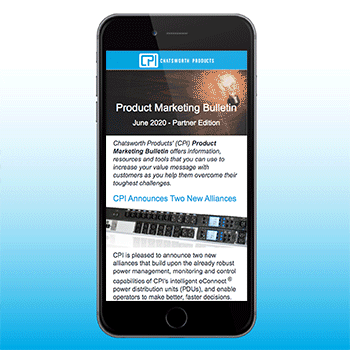 CPI CHATSWORTH PRODUCTS
Product Marketing Bulletin
June 2020 - Partner Edition
Chatsworth Products' (CPI) Product
Marketing Bulletin offers information,
resources and tools that you can use to
increase your value message with
customers as you help them overcome their
toughest challenges.
CPI Announces Two New Alliances
CPI is pleased to announce two new
alliances that build upon the already robust
power management, monitoring and control
capabilities of CPI's intelligent eConnect®
power distribution units (PDUs), and enable
operators to make better, faster decisions.